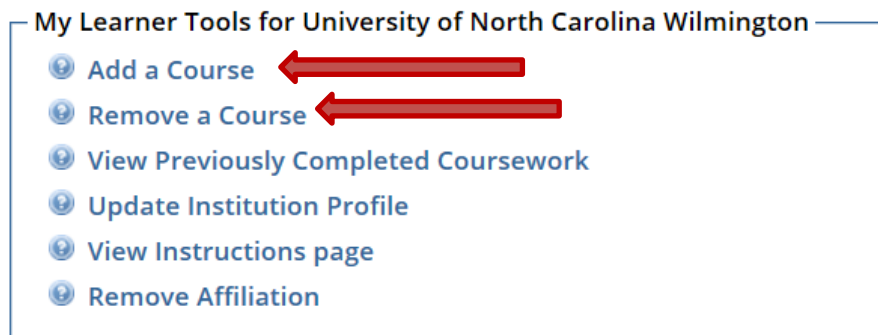 My Learner Tools for University of North Carolina Wilmington
Add a Course
Remove a Course
View Previously Completed Coursework
Update Institution Profile
View Instructions page
Remove Affiliation